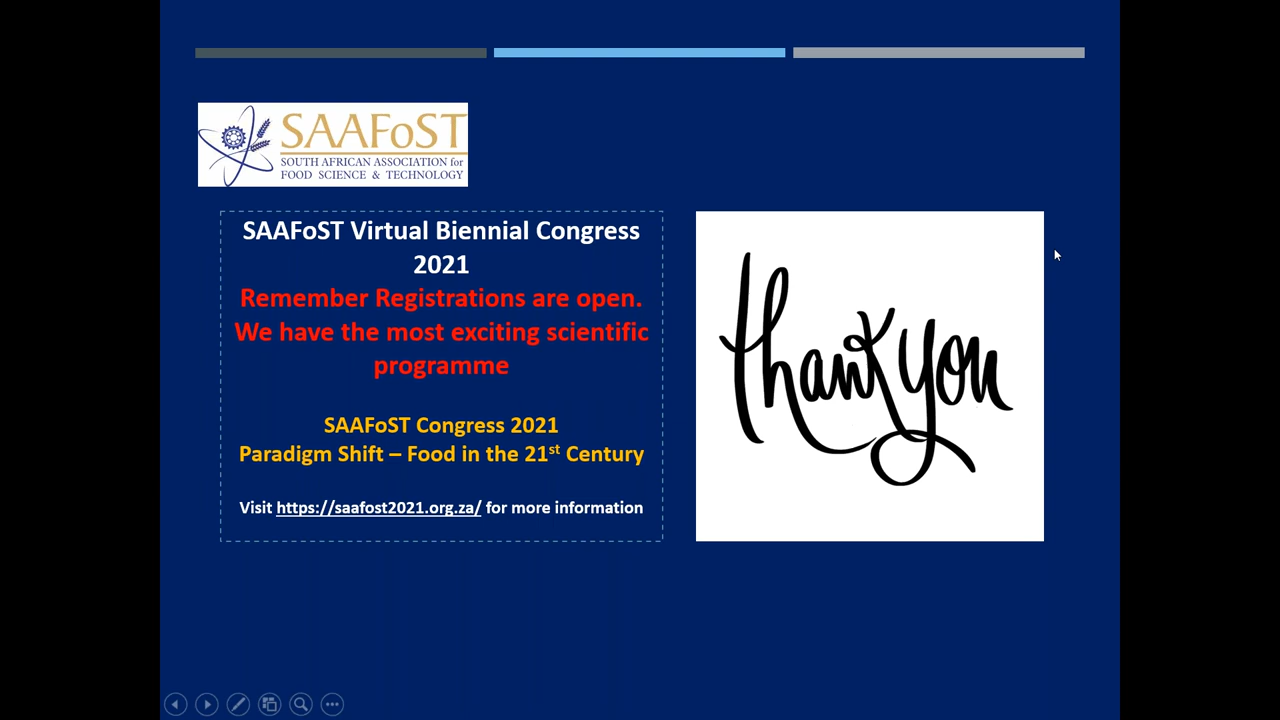 SAAFoST
SOUTH AFRICAN ASSOCIATION for
FOOD SCIENCE & TECHNOLOGY
SAAFoST Virtual Biennial Congress
2021
Remember Registrations are open.
We have the most exciting scientific
programme
SAAFoST Congress 2021
Paradigm Shift – Food in the 21st Century
Visit https://saafost2021.org.za/ for more information
thank you